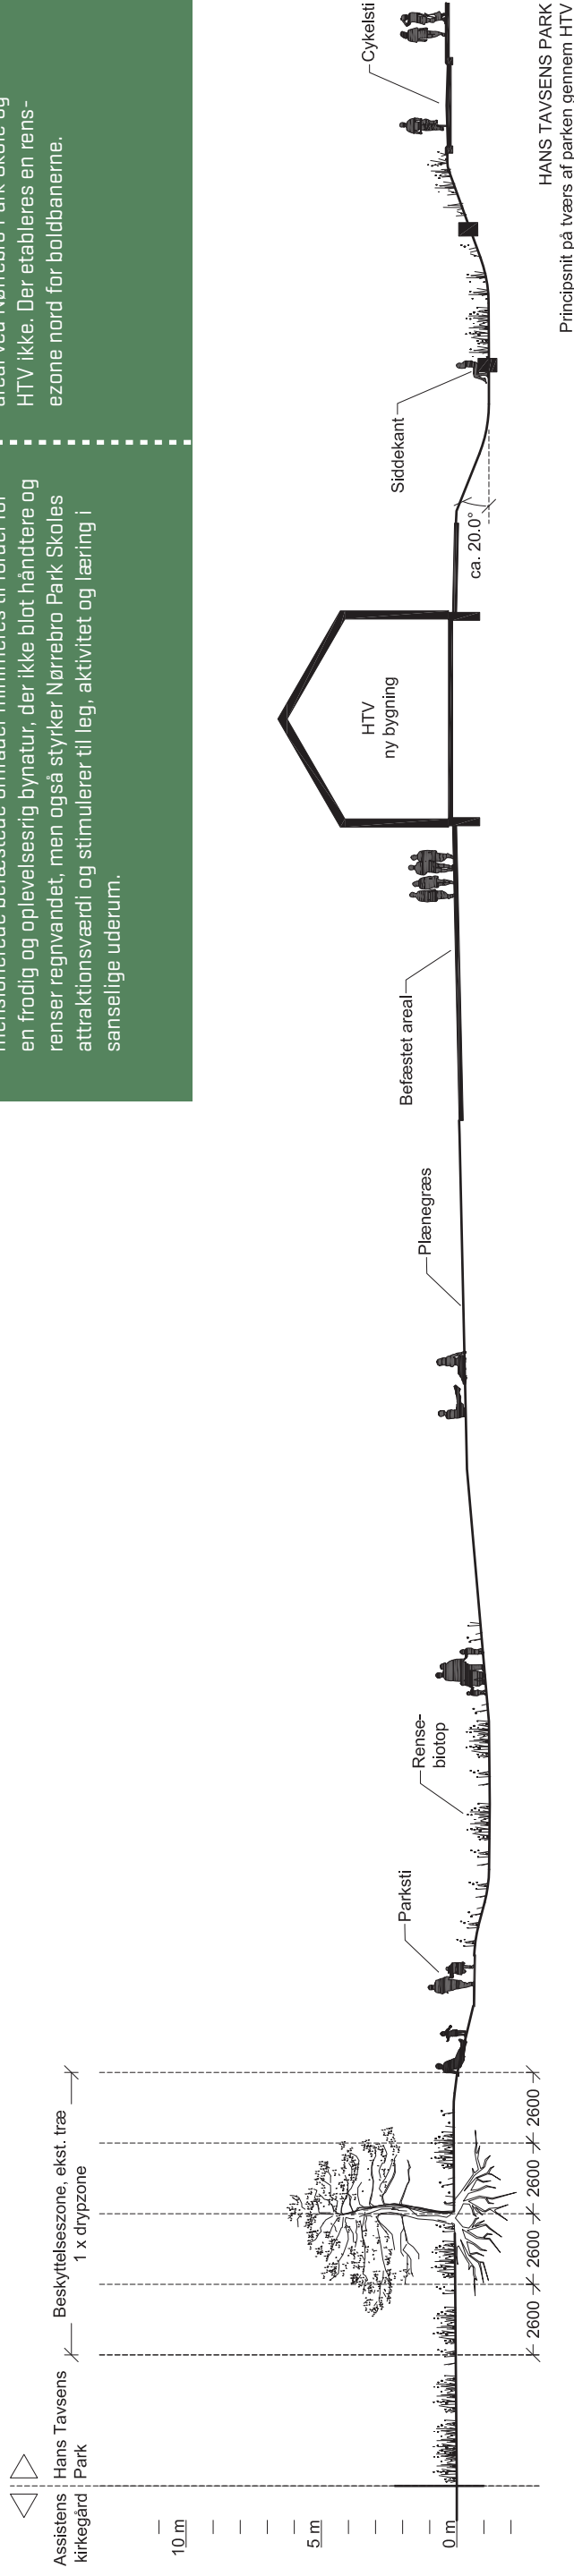 en frodig og oplevelsesrig bynatur, der ikke blot håndtere og
renser regnvandet, men også styrker Nørrebro Park Skoles
attraktionsværdi og stimulerer til leg, aktivitet og læring i
sanselige uderum.
HTV ikke. Der etableres en rens-
ezone nord for boldbanerne.
Assistens
kirkegård
Hans Tavsens
Park
Beskyttelseszone, ekst. træ
1 x drypzone
10 m
5 m
0 m
2600
2600
2600
2600
Parksti
Rense-
biotop
Plænegræs
Befæstet areal
HTV
ny bygning
ca. 20.0°
Siddekant
Cykelsti
HANS TAVSENS PARK
Principsnit på tværs af parken gennem HTV